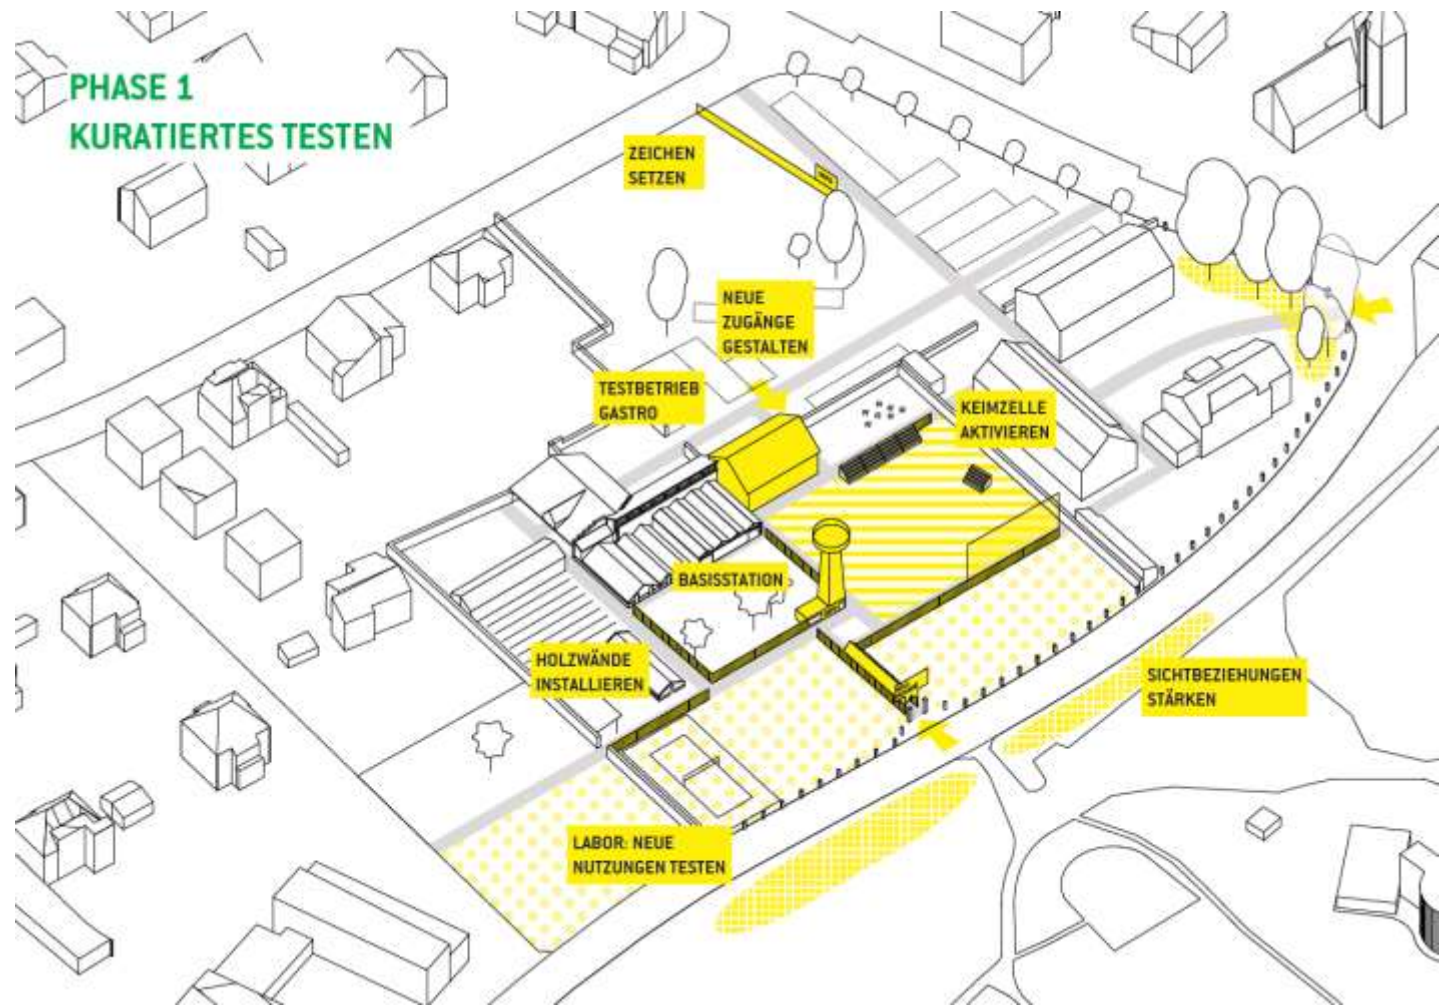 PHASE 1
KURATIERTES TESTEN
ZEICHEN
SETZEN
NEUE
ZUGÄNGE
GESTALTEN
TESTBETRIEB
GASTRO
KEIMZELLE
AKTIVIEREN
BASISSTATION
HOLZWÄNDE
INSTALLIEREN
SICHTBEZIEHUNGEN
STÄRKEN
LABOR: NEUE
NUTZUNGEN TESTEN